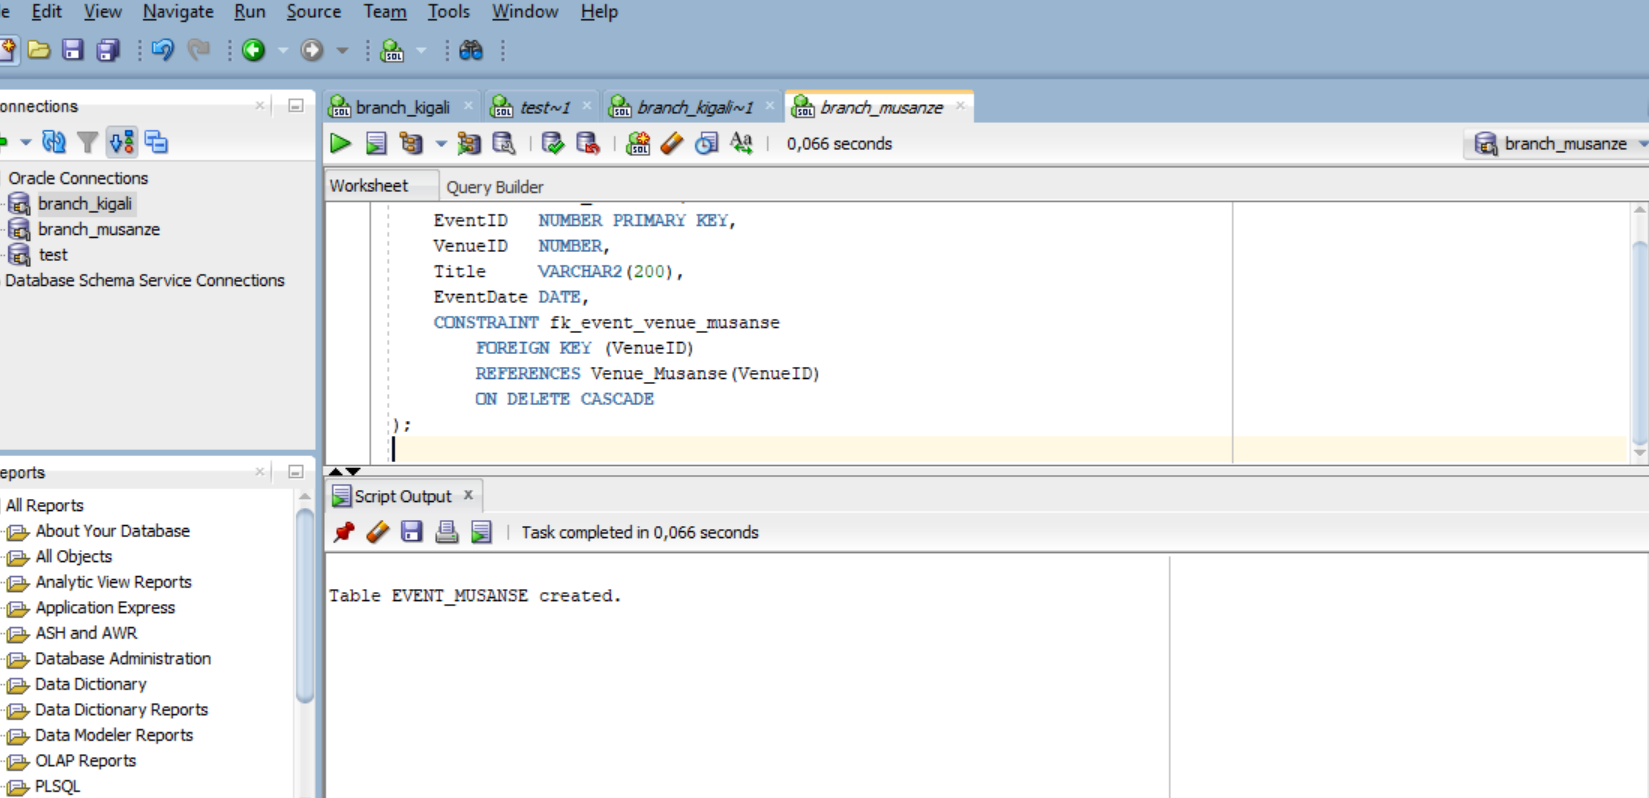 Edit View Navigate Run Source Team Tools Window Help
branch_kigali test~1 branch_kigali~1 branch_musanze
0,066 seconds branch_musanze
Oracle Connections
branch_kigali
branch_musanze
test
Database Schema Service Connections
Worksheet Query Builder
EventID NUMBER PRIMARY KEY,
VenueID NUMBER,
Title VARCHAR2(200),
EventDate DATE,
CONSTRAINT fk_event_venue_musanse
FOREIGN KEY (VenueID)
REFERENCES Venue_Musanse(VenueID)
ON DELETE CASCADE
);
All Reports
About Your Database
All Objects
Analytic View Reports
Application Express
ASH and AWR
Database Administration
Data Dictionary
Data Dictionary Reports
Data Modeler Reports
OLAP Reports
PLSQL
Script Output x
Task completed in 0,066 seconds
Table EVENT_MUSANSE created.